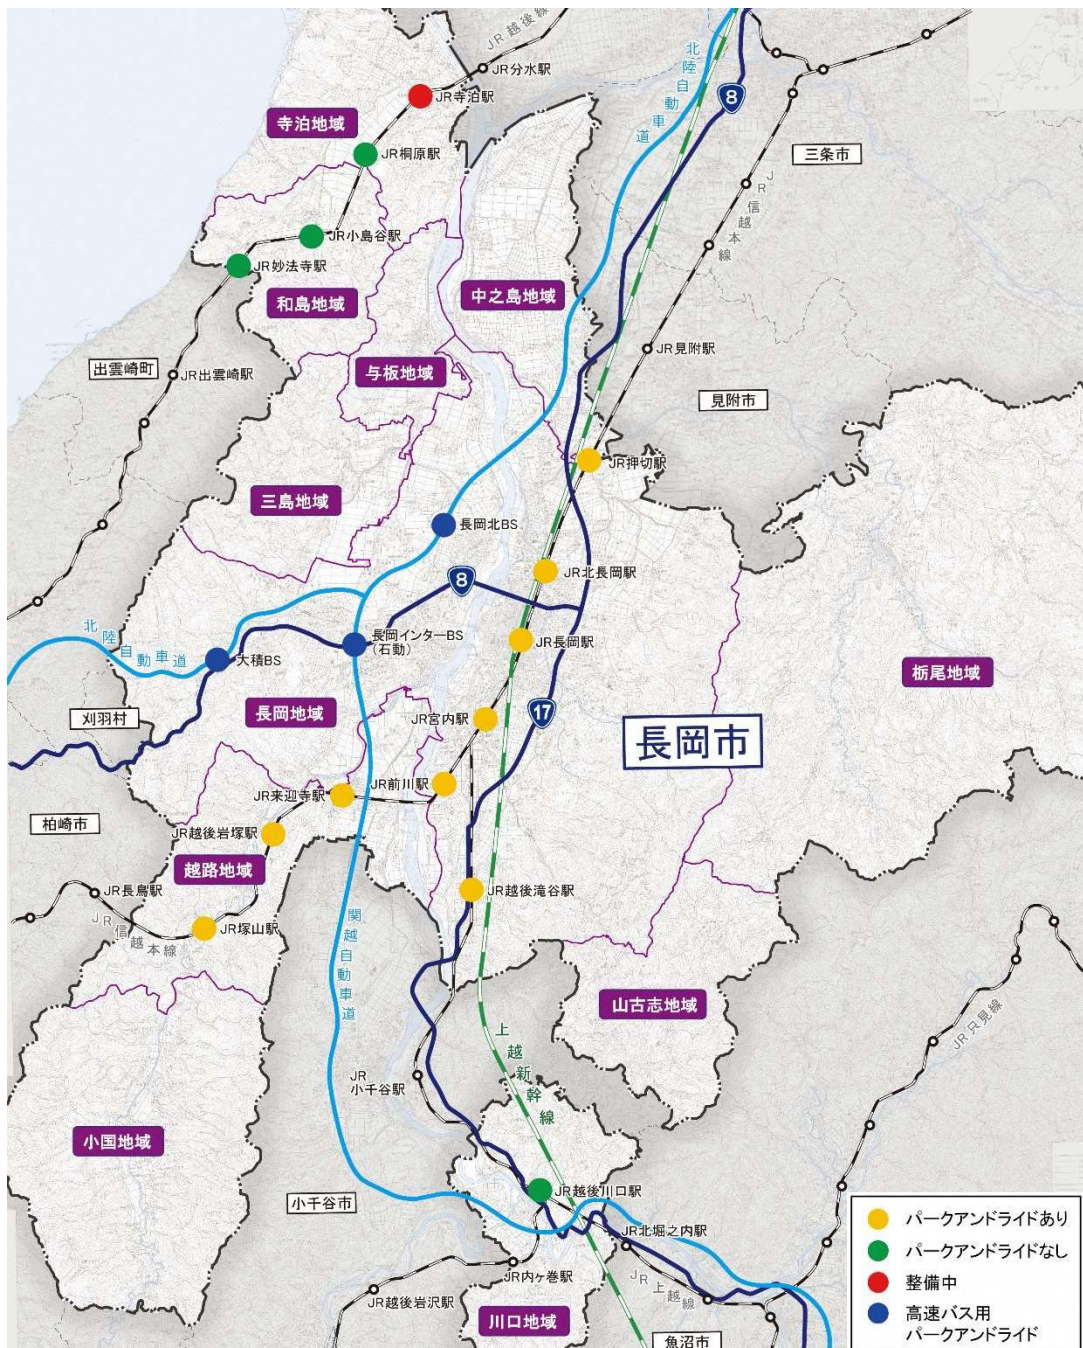 JR越後線
JR分水駅
北陸自動車道
8
JR寺泊駅
寺泊地域
JR桐原駅
三条市
JR信越本線
JR小島谷駅
JR妙法寺駅
和島地域
中之島地域
JR見附駅
出雲崎町
JR出雲崎駅
与板地域
見附市
JR押切駅
三島地域
長岡北BS
8
JR北長岡駅
北陸自動車道
大積BS
長岡インターBS
(石動)
JR長岡駅
栃尾地域
刈羽村
長岡地域
JR宮内駅
17
長岡市
JR来迎寺駅
JR前川駅
柏崎市
JR越後岩塚駅
越路地域
JR長鳥駅
JR越後滝谷駅
JR信越本線
JR塚山駅
関越自動車道
山古志地域
JR只見線
上越新幹線
JR
小千谷駅
小国地域
小千谷市
JR越後川口駅
JR北堀之内駅
JR内ヶ巻駅
JR上越線
JR越後岩沢駅
川口地域
魚沼市
パークアンドライドあり
パークアンドライドなし
整備中
高速バス用
パークアンドライド